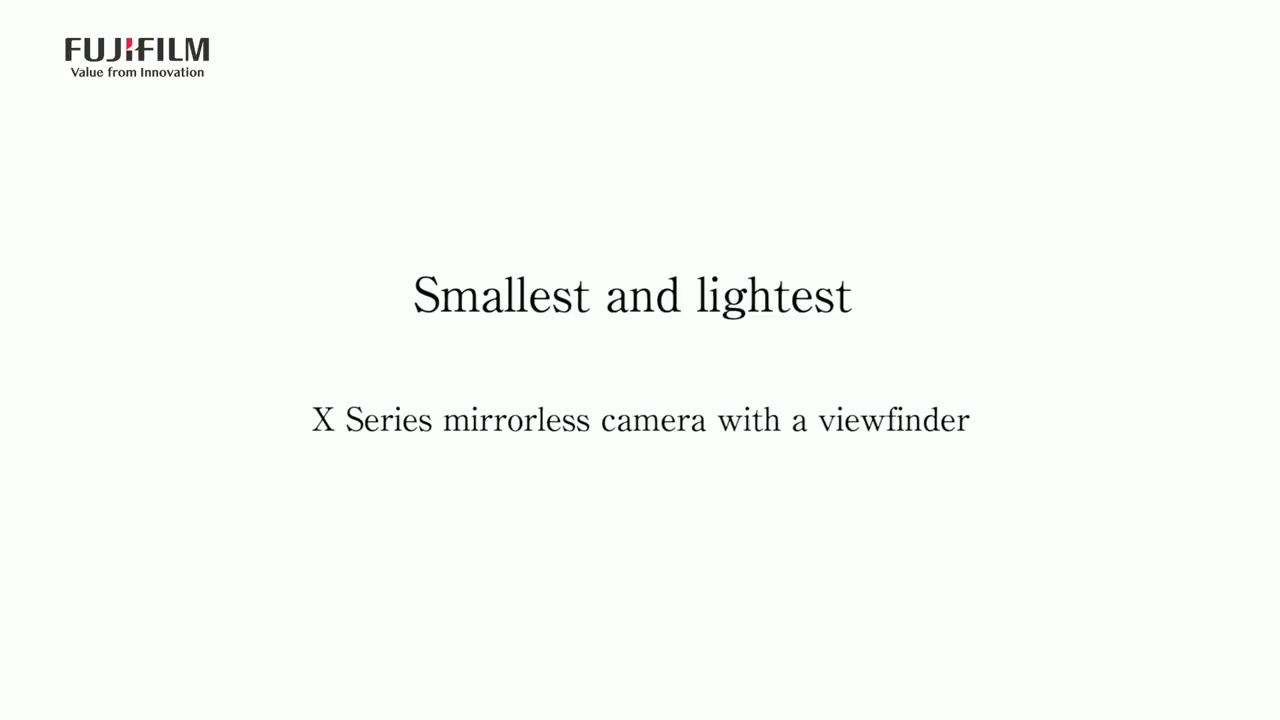 FUJIFILM
Value from Innovation
Smallest and lightest
X Series mirrorless camera with a viewfinder